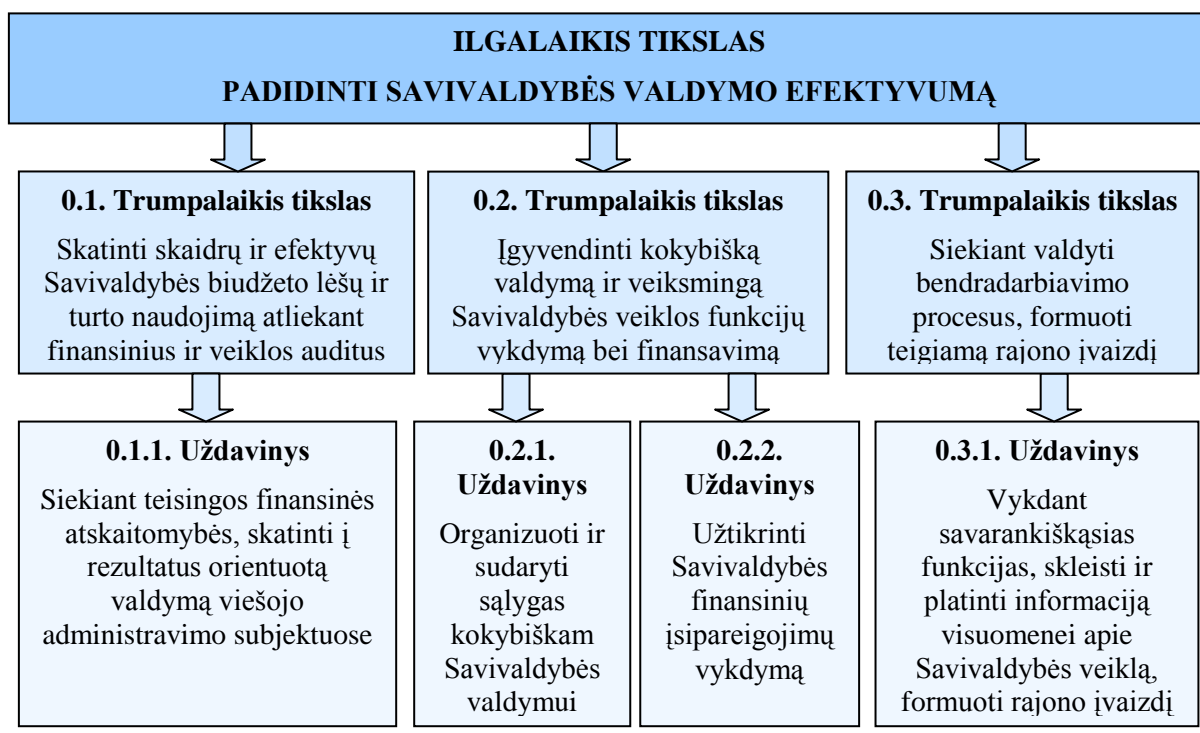 ILGALAIKIS TIKSLAS
PADIDINTI SAVIVALDYBĖS VALDYMO EFEKTYVUMĄ
0.1. Trumpalaikis tikslas
Skatinti skaidrų ir efektyvų
Savivaldybės biudžeto lėšų ir
turto naudojimą atliekant
finansinius ir veiklos auditus
0.2. Trumpalaikis tikslas
Įgyvendinti kokybišką
valdymą ir veiksmingą
Savivaldybės veiklos funkcijų
vykdymą bei finansavimą
0.3. Trumpalaikis tikslas
Siekiant valdyti
bendradarbiavimo
procesus, formuoti
teigiamą rajono įvaizdį
0.1.1. Uždavinys
Siekiant teisingos finansinės
atskaitomybės, skatinti į
rezultatus orientuotą
valdymą viešojo
administravimo subjektuose
0.2.1.
Uždavinys
Organizuoti ir
sudaryti
sąlygas
kokybiškam
Savivaldybės
valdymui
0.2.2.
Uždavinys
Užtikrinti
Savivaldybės
finansinių
įsipareigojimų
vykdymą
0.3.1. Uždavinys
Vykdant
savarankiškąsias
funkcijas, skleisti ir
platinti informaciją
visuomenei apie
Savivaldybės veiklą,
formuoti rajono įvaizdį